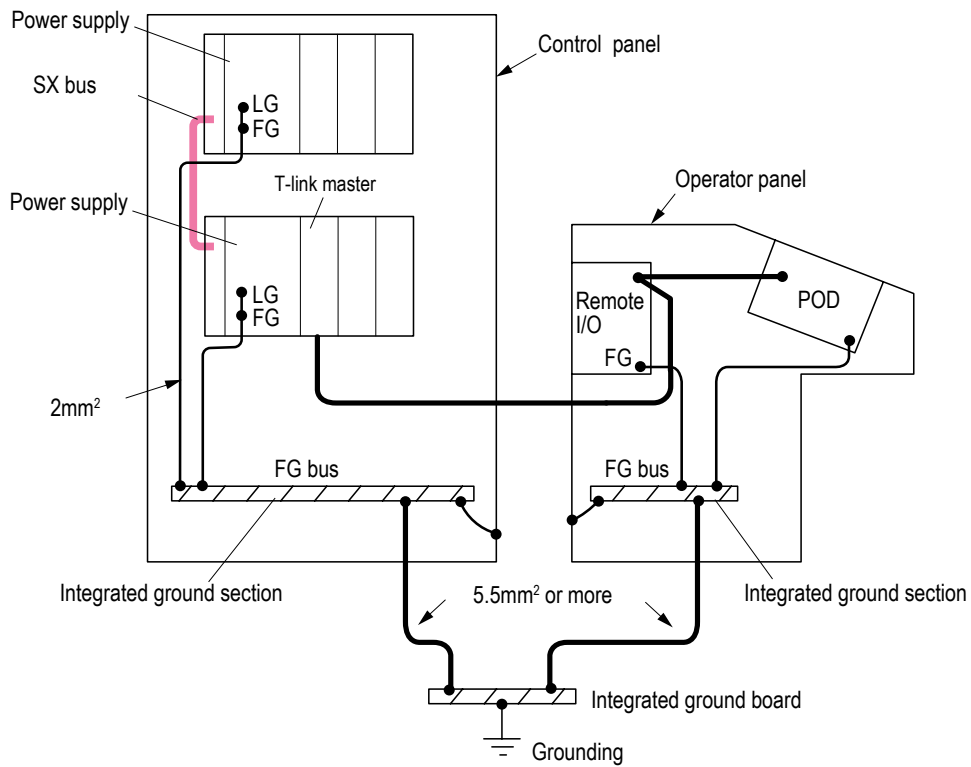 Power supply
Control panel
SX bus
LG
FG
T-link master
Power supply
Operator panel
LG
FG
Remote
I/O
POD
FG
2mm²
FG bus
FG bus
Integrated ground section
5.5mm² or more
Integrated ground section
Integrated ground board
Grounding